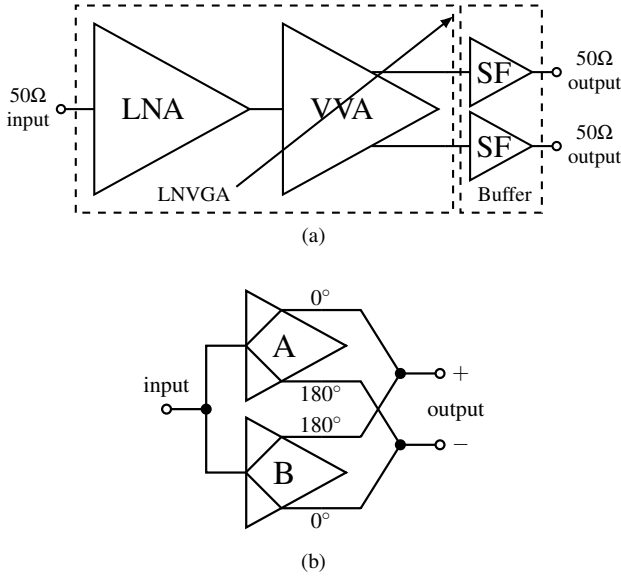 50Ω
input
LNA
VVA
SF
SF
50Ω
output
50Ω
output
LNVGA
Buffer
(a)
input
A
B
0°
180°
180°
0°
+
output
−
(b)